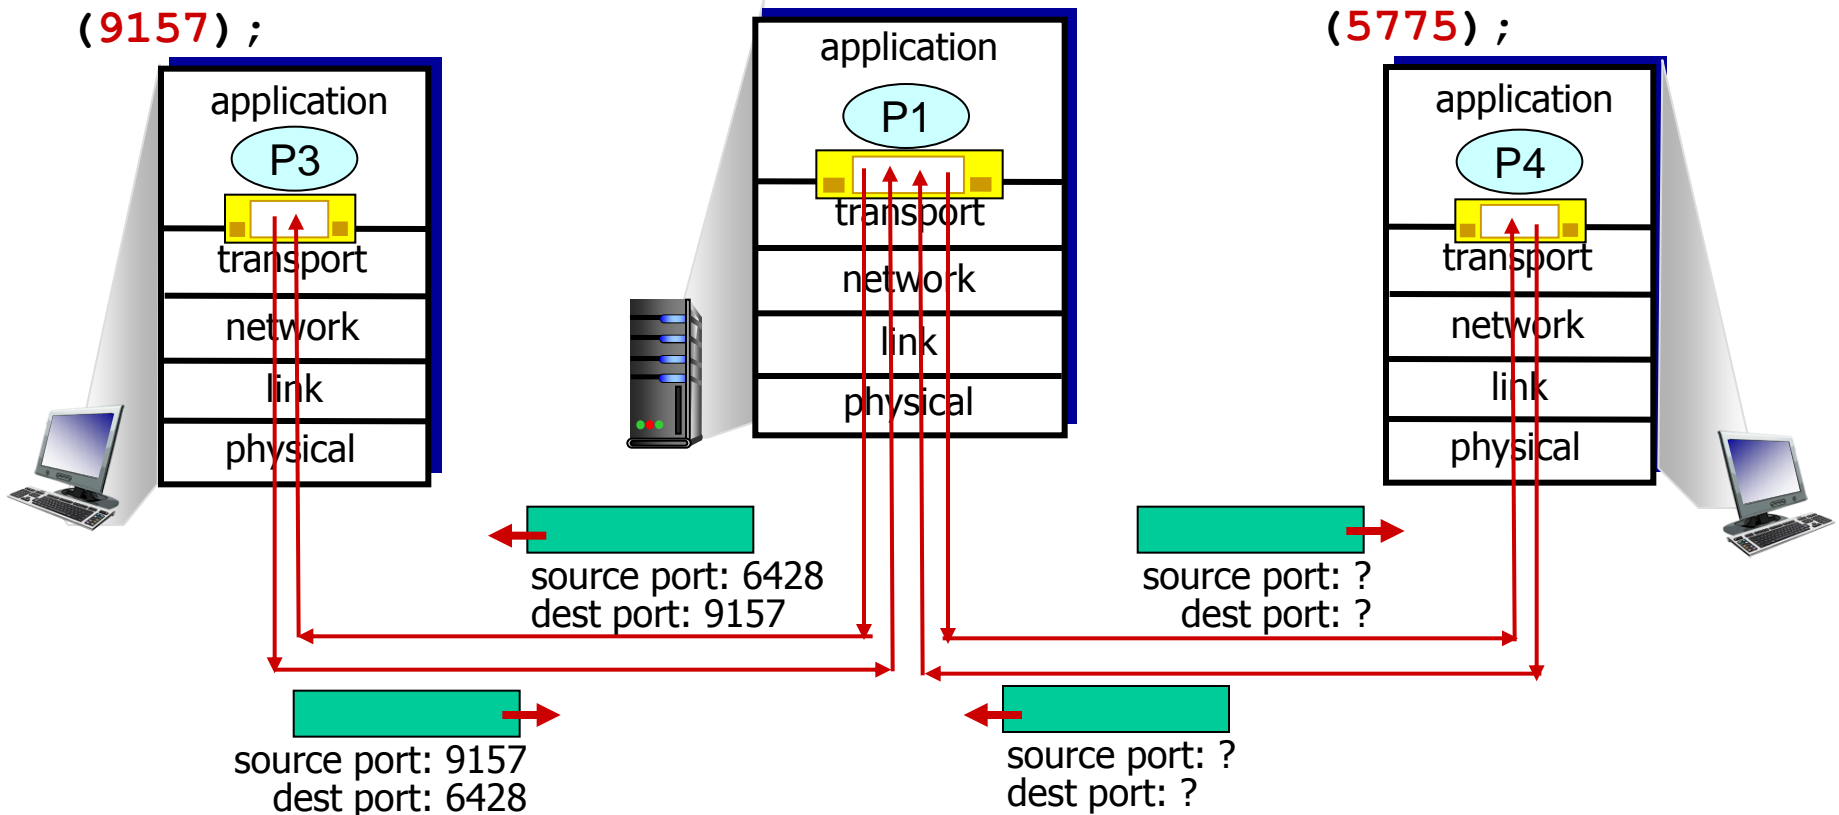 (9157);
application
P3
transport
network
link
physical
application
P1
transport
network
link
physical
(5775);
application
P4
transport
network
link
physical
source port: 6428
dest port: 9157
source port: ?
dest port: ?
source port: 9157
dest port: 6428
source port: ?
dest port: ?